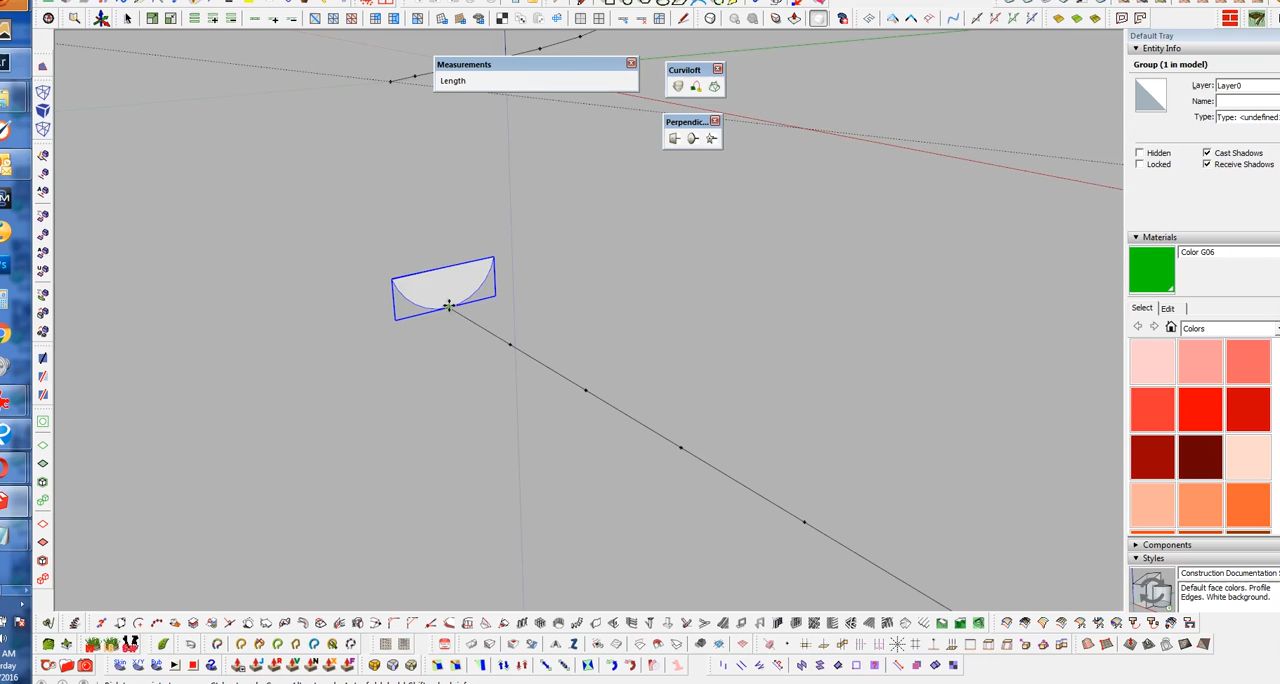 Measurements
Length
Curviloft
Perpendic...
Default Tray
Entity Info
Group (1 in model)
Layer: Layer0
Name:
Type: Type: <undefined>
Hidden
Cast Shadows
Locked
Receive Shadows
Materials
Color G06
Select Edit
Colors
Components
Styles
Construction Documentation S
Default face colors. Profile
Edges. White background.
AM
2016